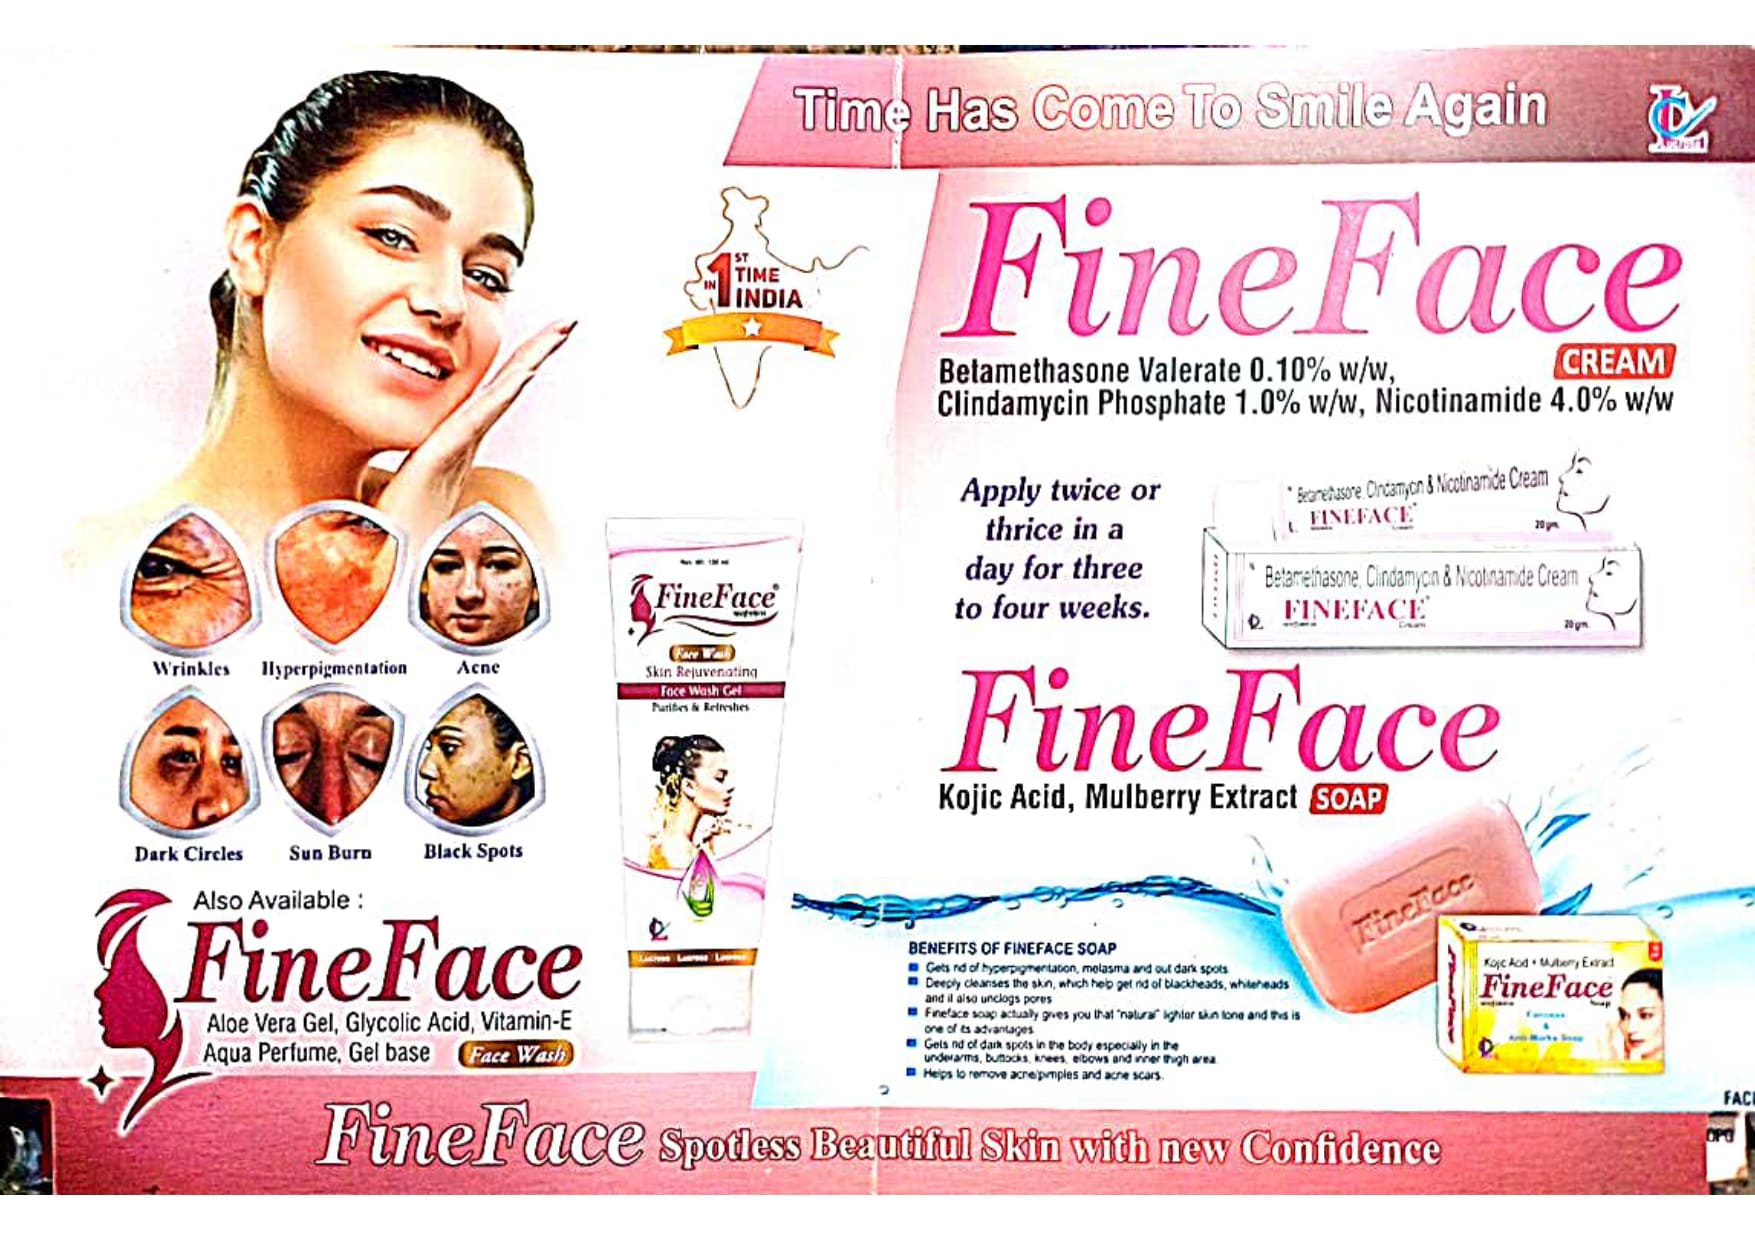 Time Has Come To Smile Again
Lucross
IN 1ST TIME INDIA
FineFace
CREAM
Betamethasone Valerate 0.10% w/w,
Clindamycin Phosphate 1.0% w/w, Nicotinamide 4.0% w/w
Apply twice or
thrice in a
day for three
to four weeks.
Betamethasone, Clindamycin & Nicotinamide Cream
FINEFACE
20 gm.
Betamethasone, Clindamycin & Nicotinamide Cream
FINEFACE
Cream
20 gm.
Wrinkles Hyperpigmentation Acne
Dark Circles Sun Burn Black Spots
FineFace
Face Wash
Skin Rejuvenating
Face Wash Gel
Purifies & Refreshes
FineFace
Kojic Acid, Mulberry Extract SOAP
FineFace
BENEFITS OF FINEFACE SOAP
Gets rid of hyperpigmentation, melasma and out dark spots
Deeply cleanses the skin, which help get rid of blackheads, whiteheads
and it also unclogs pores
Fineface soap actually gives you that "natural" lighter skin tone and this is
one of its advantages
Gets rid of dark spots in the body especially in the
underarms, buttocks, knees, elbows and inner thigh area
Helps to remove acne/pimples and acne scars.
Kojic Acid + Mulberry Extract
FineFace
Soap
Fairness
&
Anti-Marks Soap
Also Available :
FineFace
Aloe Vera Gel, Glycolic Acid, Vitamin-E
Aqua Perfume, Gel base Face Wash
FineFace Spotless Beautiful Skin with new Confidence